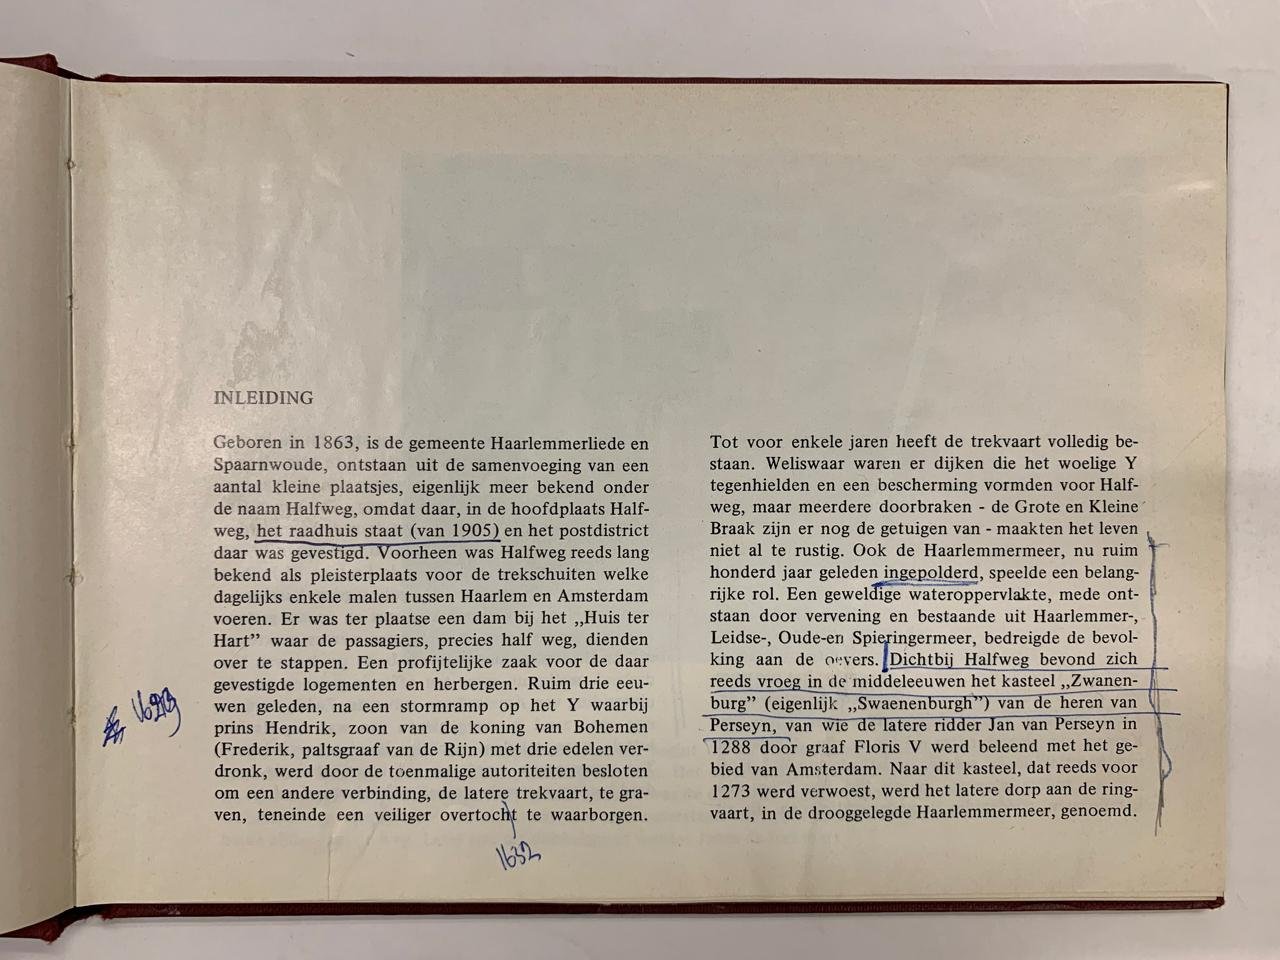 INLEIDING
Geboren in 1863, is de gemeente Haarlemmerliede en
Spaarnwoude, ontstaan uit de samenvoeging van een
aantal kleine plaatsjes, eigenlijk meer bekend onder
de naam Halfweg, omdat daar, in de hoofdplaats Half-
weg, het raadhuis staat (van 1905) en het postdistrict
daar was gevestigd. Voorheen was Halfweg reeds lang
bekend als pleisterplaats voor de trekschuiten welke
dagelijks enkele malen tussen Haarlem en Amsterdam
voeren. Er was ter plaatse een dam bij het „Huis ter
Hart” waar de passagiers, precies half weg, dienden
over te stappen. Een profijtelijke zaak voor de daar
gevestigde logementen en herbergen. Ruim drie eeu-
wen geleden, na een stormramp op het Y waarbij
prins Hendrik, zoon van de koning van Bohemen
(Frederik, paltsgraaf van de Rijn) met drie edelen ver-
dronk, werd door de toenmalige autoriteiten besloten
om een andere verbinding, de latere trekvaart, te gra-
ven, teneinde een veiliger overtocht te waarborgen.
1632
Tot voor enkele jaren heeft de trekvaart volledig be-
staan. Weliswaar waren er dijken die het woelige Y
tegenhielden en een bescherming vormden voor Half-
weg, maar meerdere doorbraken - de Grote en Kleine
Braak zijn er nog de getuigen van - maakten het leven
niet al te rustig. Ook de Haarlemmermeer, nu ruim
honderd jaar geleden ingepolderd, speelde een belang-
rijke rol. Een geweldige wateroppervlakte, mede ont-
staan door vervening en bestaande uit Haarlemmer-,
Leidse-, Oude-en Spieringermeer, bedreigde de bevol-
king aan de oevers. Dichtbij Halfweg bevond zich
reeds vroeg in de middeleeuwen het kasteel „Zwanen-
burg” (eigenlijk „Swaenenburgh”) van de heren van
Perseyn, van wie de latere ridder Jan van Perseyn in
1288 door graaf Floris V werd beleend met het ge-
bied van Amsterdam. Naar dit kasteel, dat reeds voor
1273 werd verwoest, werd het latere dorp aan de ring-
vaart, in de drooggelegde Haarlemmermeer, genoemd.